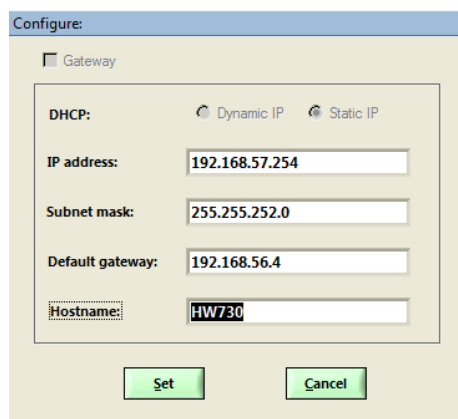 Configure:
Gateway
DHCP: Dynamic IP Static IP
IP address: 192.168.57.254
Subnet mask: 255.255.252.0
Default gateway: 192.168.56.4
Hostname: HW730
Set Cancel